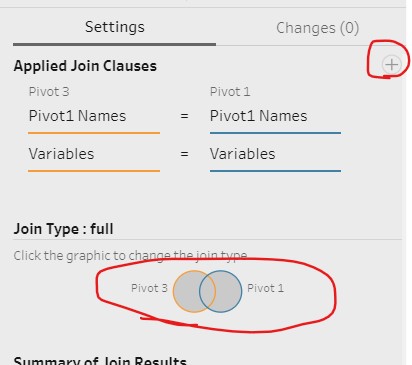 Settings Changes (0)
Applied Join Clauses
Pivot 3 Pivot 1
Pivot1 Names = Pivot1 Names
Variables = Variables
Join Type : full
Click the graphic to change the join type.
Pivot 3 Pivot 1
Summary of Join Results